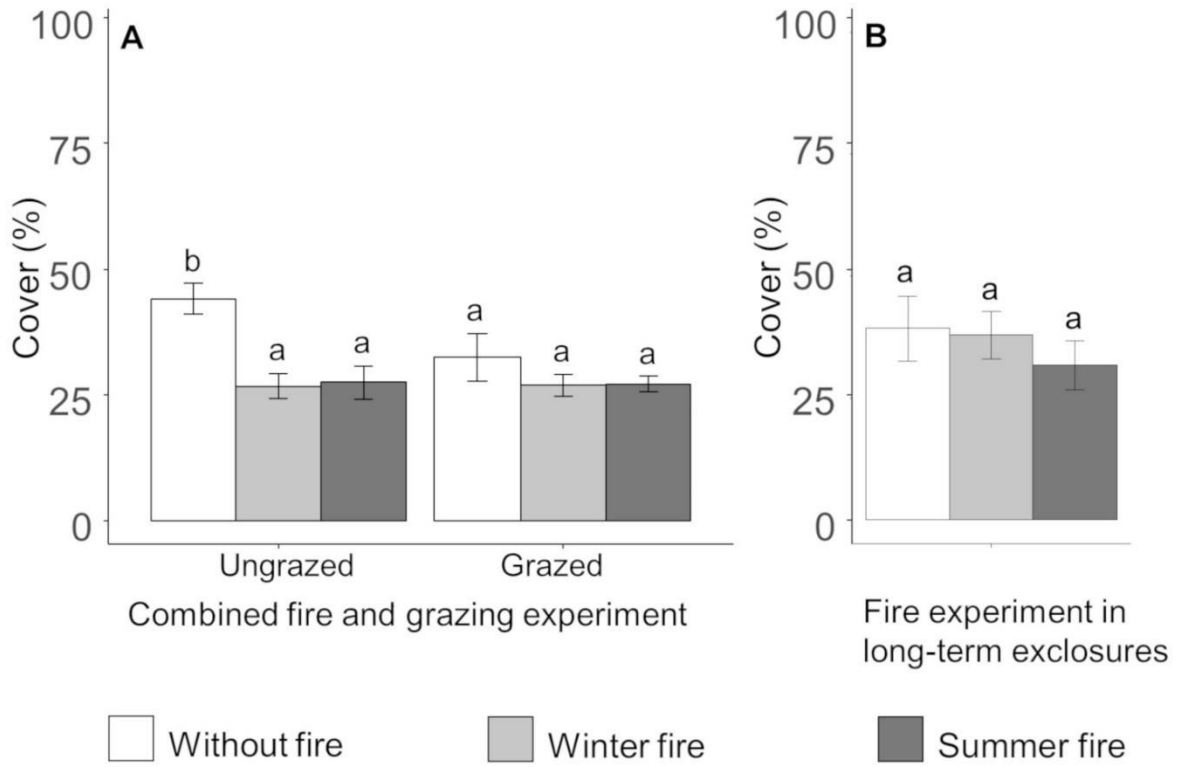 A
100
75
50
25
0
Cover (%)
b
a
a
a
a
a
Ungrazed
Grazed
Combined fire and grazing experiment
B
100
75
50
25
0
Cover (%)
a
a
a
Fire experiment in
long-term exclosures
Without fire
Winter fire
Summer fire